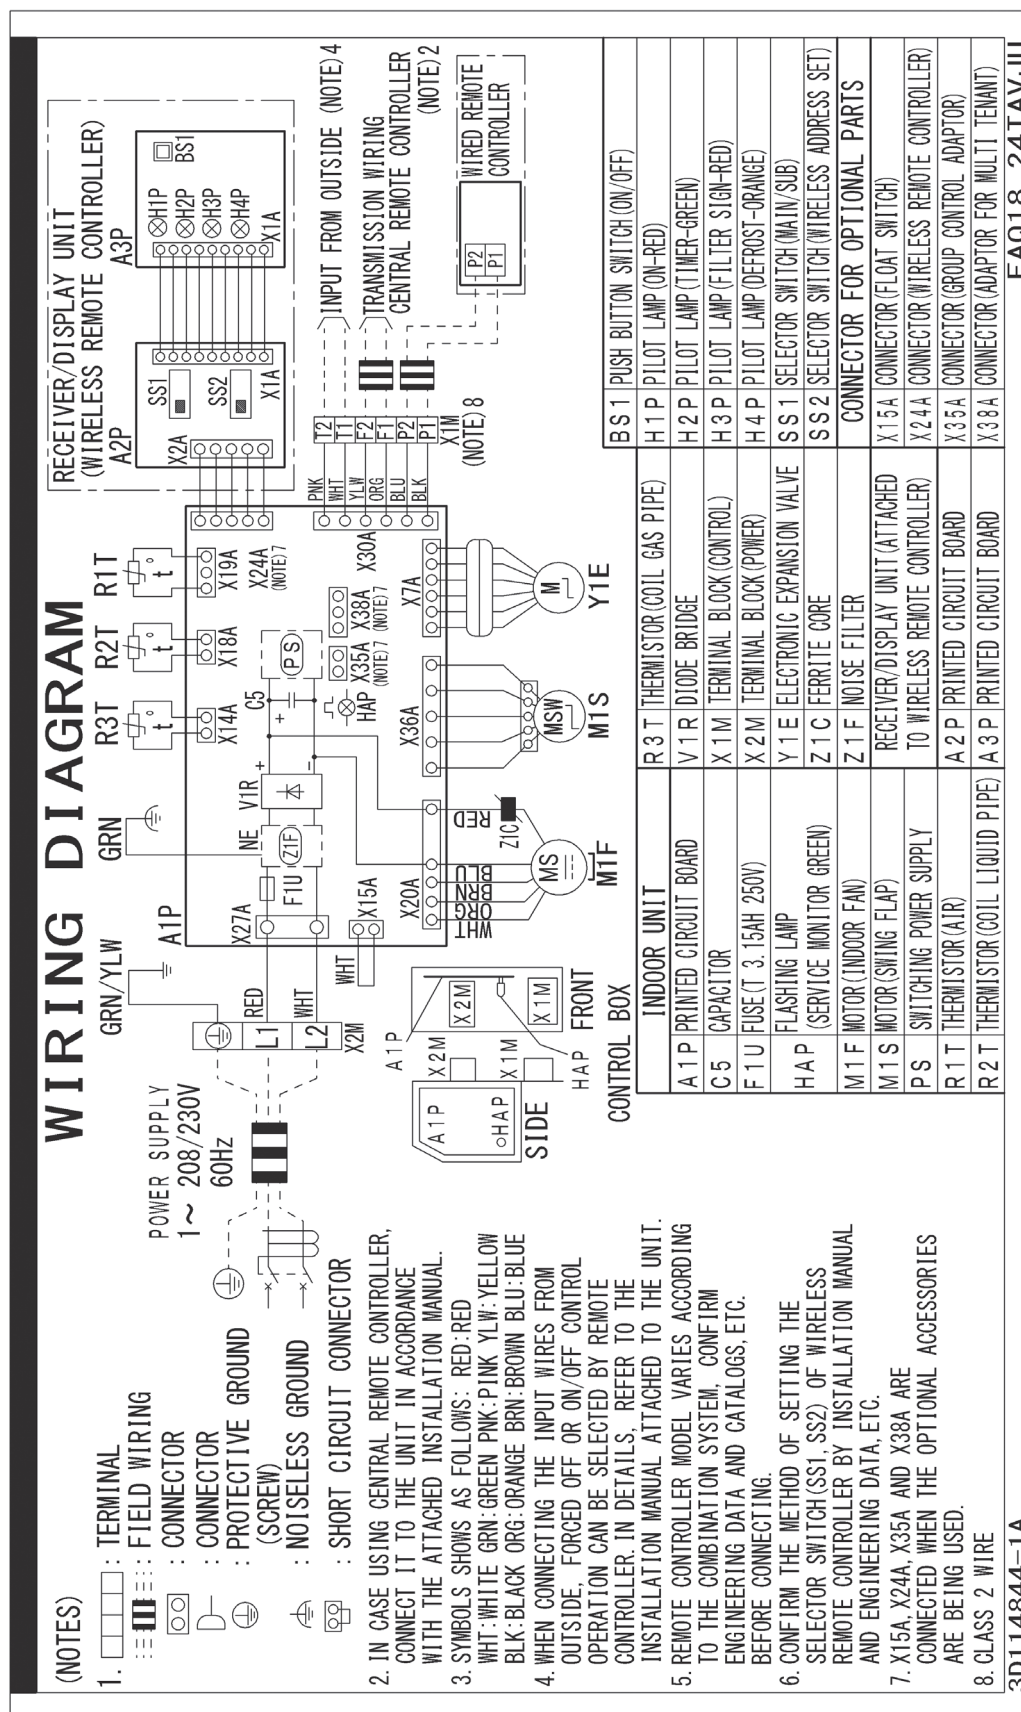 WIRING DIAGRAM
POWER SUPPLY
1~ 208/230V
60Hz
GRN/YLW
GRN
L1
L2
X2M
RED
WHT
A1P
X27A
F1U
NE
Z1F
V1R
+
-
C5
+
PS
HAP
X15A
WHT
R3T
t°
X14A
R2T
t°
X18A
R1T
t°
X19A
X24A
(NOTE)7
X35A
(NOTE)7
X38A
(NOTE)7
X30A
X20A
X36A
X7A
WHT
ORG
BRN
BLU
RED
Z1C
MS
M1F
MSW
M1S
M
Y1E
PNK
WHT
YLW
ORG
BLU
BLK
T2
T1
F2
F1
P2
P1
X1M
(NOTE)8
RECEIVER/DISPLAY UNIT
(WIRELESS REMOTE CONTROLLER)
A2P
X2A
SS1
SS2
X1A
A3P
BS1
H1P
H2P
H3P
H4P
X1A
INPUT FROM OUTSIDE (NOTE)4
TRANSMISSION WIRING
CENTRAL REMOTE CONTROLLER
(NOTE)2
P2
P1
WIRED REMOTE
CONTROLLER
A1P
X2M
X1M
HAP
A1P
HAP
SIDE
X2M
X1M
FRONT
CONTROL BOX
(NOTES)
1. : TERMINAL
: FIELD WIRING
: CONNECTOR
: CONNECTOR
: PROTECTIVE GROUND
(SCREW)
: NOISELESS GROUND
: SHORT CIRCUIT CONNECTOR
2. IN CASE USING CENTRAL REMOTE CONTROLLER,
CONNECT IT TO THE UNIT IN ACCORDANCE
WITH THE ATTACHED INSTALLATION MANUAL.
3. SYMBOLS SHOWS AS FOLLOWS: RED:RED
WHT:WHITE GRN:GREEN PNK:PINK YLW:YELLOW
BLK:BLACK ORG:ORANGE BRN:BROWN BLU:BLUE
4. WHEN CONNECTING THE INPUT WIRES FROM
OUTSIDE, FORCED OFF OR ON/OFF CONTROL
OPERATION CAN BE SELECTED BY REMOTE
CONTROLLER. IN DETAILS, REFER TO THE
INSTALLATION MANUAL ATTACHED TO THE UNIT.
5. REMOTE CONTROLLER MODEL VARIES ACCORDING
TO THE COMBINATION SYSTEM, CONFIRM
ENGINEERING DATA AND CATALOGS, ETC.
BEFORE CONNECTING.
6. CONFIRM THE METHOD OF SETTING THE
SELECTOR SWITCH(SS1, SS2) OF WIRELESS
REMOTE CONTROLLER BY INSTALLATION MANUAL
AND ENGINEERING DATA, ETC.
7. X15A, X24A, X35A AND X38A ARE
CONNECTED WHEN THE OPTIONAL ACCESSORIES
ARE BEING USED.
8. CLASS 2 WIRE
INDOOR UNIT
A1P PRINTED CIRCUIT BOARD
C5 CAPACITOR
F1U FUSE(T 3.15AH 250V)
HAP FLASHING LAMP
(SERVICE MONITOR GREEN)
M1F MOTOR(INDOOR FAN)
M1S MOTOR(SWING FLAP)
PS SWITCHING POWER SUPPLY
R1T THERMISTOR(AIR)
R2T THERMISTOR(COIL LIQUID PIPE)
R3T THERMISTOR(COIL GAS PIPE)
V1R DIODE BRIDGE
X1M TERMINAL BLOCK(CONTROL)
X2M TERMINAL BLOCK(POWER)
Y1E ELECTRONIC EXPANSION VALVE
Z1C FERRITE CORE
Z1F NOISE FILTER
RECEIVER/DISPLAY UNIT(ATTACHED
TO WIRELESS REMOTE CONTROLLER)
A2P PRINTED CIRCUIT BOARD
A3P PRINTED CIRCUIT BOARD
BS1 PUSH BUTTON SWITCH(ON/OFF)
H1P PILOT LAMP(ON-RED)
H2P PILOT LAMP(TIMER-GREEN)
H3P PILOT LAMP(FILTER SIGN-RED)
H4P PILOT LAMP(DEFROST-ORANGE)
SS1 SELECTOR SWITCH(MAIN/SUB)
SS2 SELECTOR SWITCH(WIRELESS ADDRESS SET)
CONNECTOR FOR OPTIONAL PARTS
X15A CONNECTOR(FLOAT SWITCH)
X24A CONNECTOR(WIRELESS REMOTE CONTROLLER)
X35A CONNECTOR(GROUP CONTROL ADAPTOR)
X38A CONNECTOR(ADAPTOR FOR MULTI TENANT)
3D114844-1A